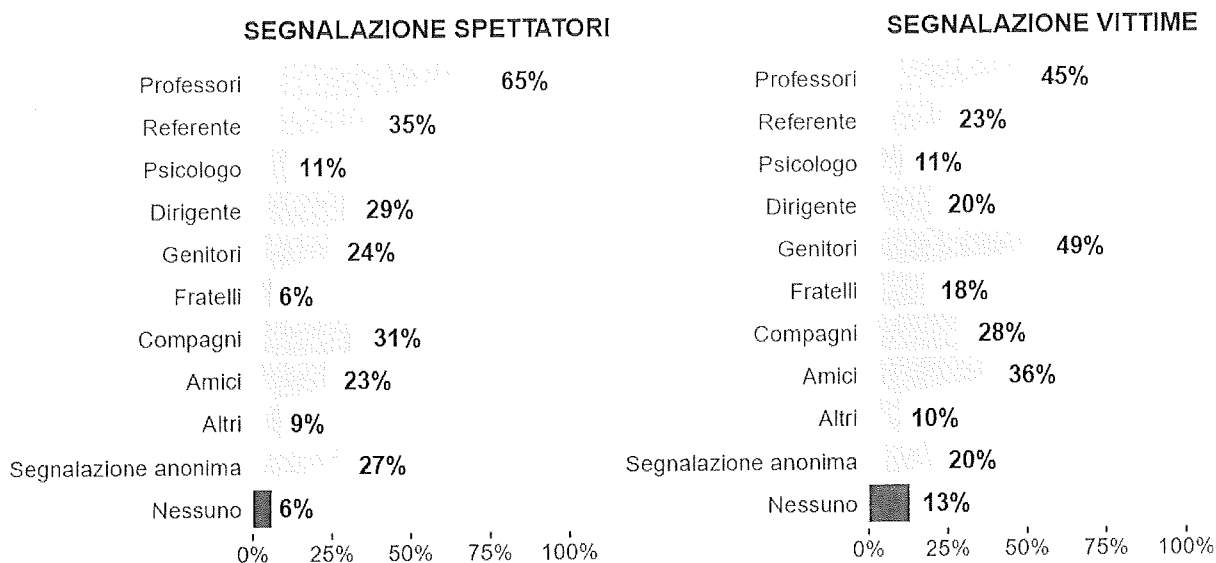 SEGNALAZIONE SPETTATORI
Professori 65%
Referente 35%
Psicologo 11%
Dirigente 29%
Genitori 24%
Fratelli 6%
Compagni 31%
Amici 23%
Altri 9%
Segnalazione anonima 27%
Nessuno 6%
0% 25% 50% 75% 100%
SEGNALAZIONE VITTIME
Professori 45%
Referente 23%
Psicologo 11%
Dirigente 20%
Genitori 49%
Fratelli 18%
Compagni 28%
Amici 36%
Altri 10%
Segnalazione anonima 20%
Nessuno 13%
0% 25% 50% 75% 100%